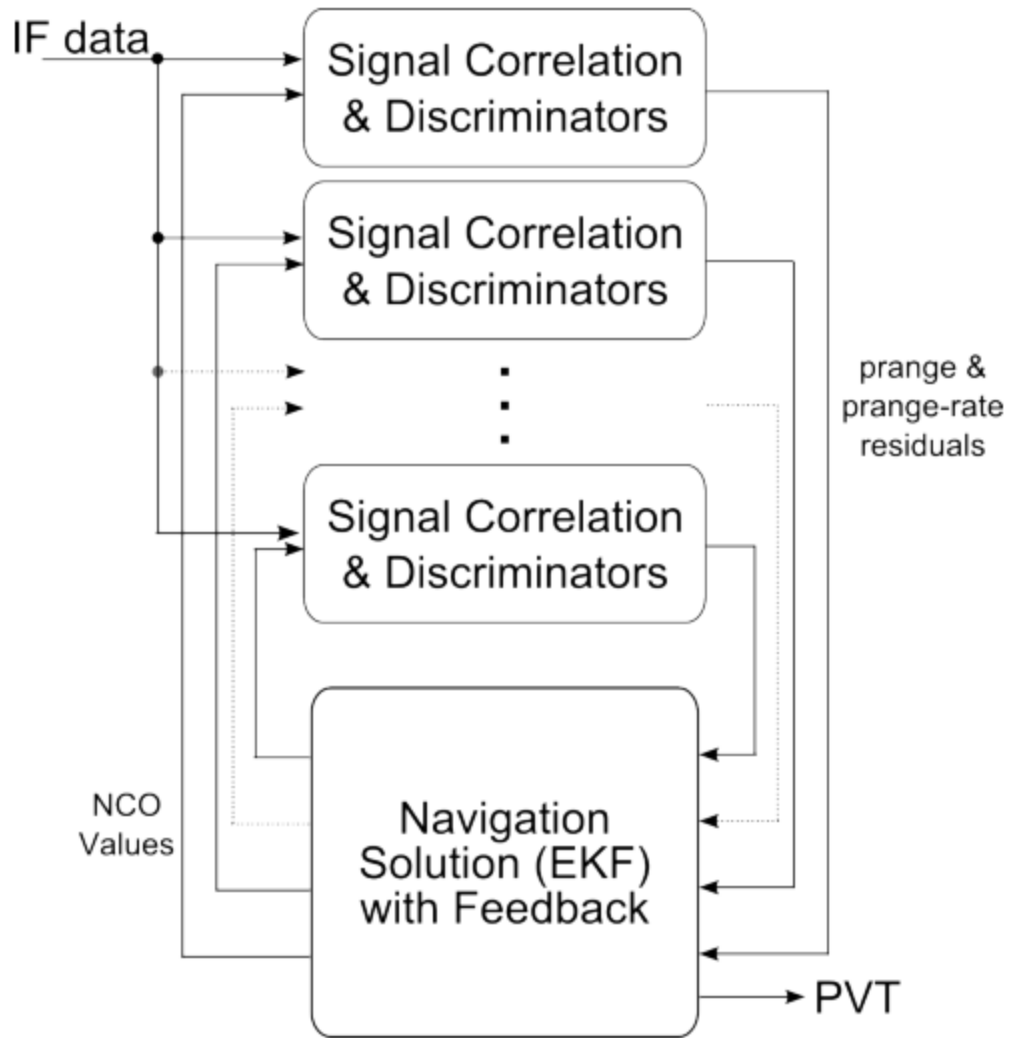 IF data
Signal Correlation
& Discriminators
Signal Correlation
& Discriminators
prange &
prange-rate
residuals
Signal Correlation
& Discriminators
NCO
Values
Navigation
Solution (EKF)
with Feedback
PVT